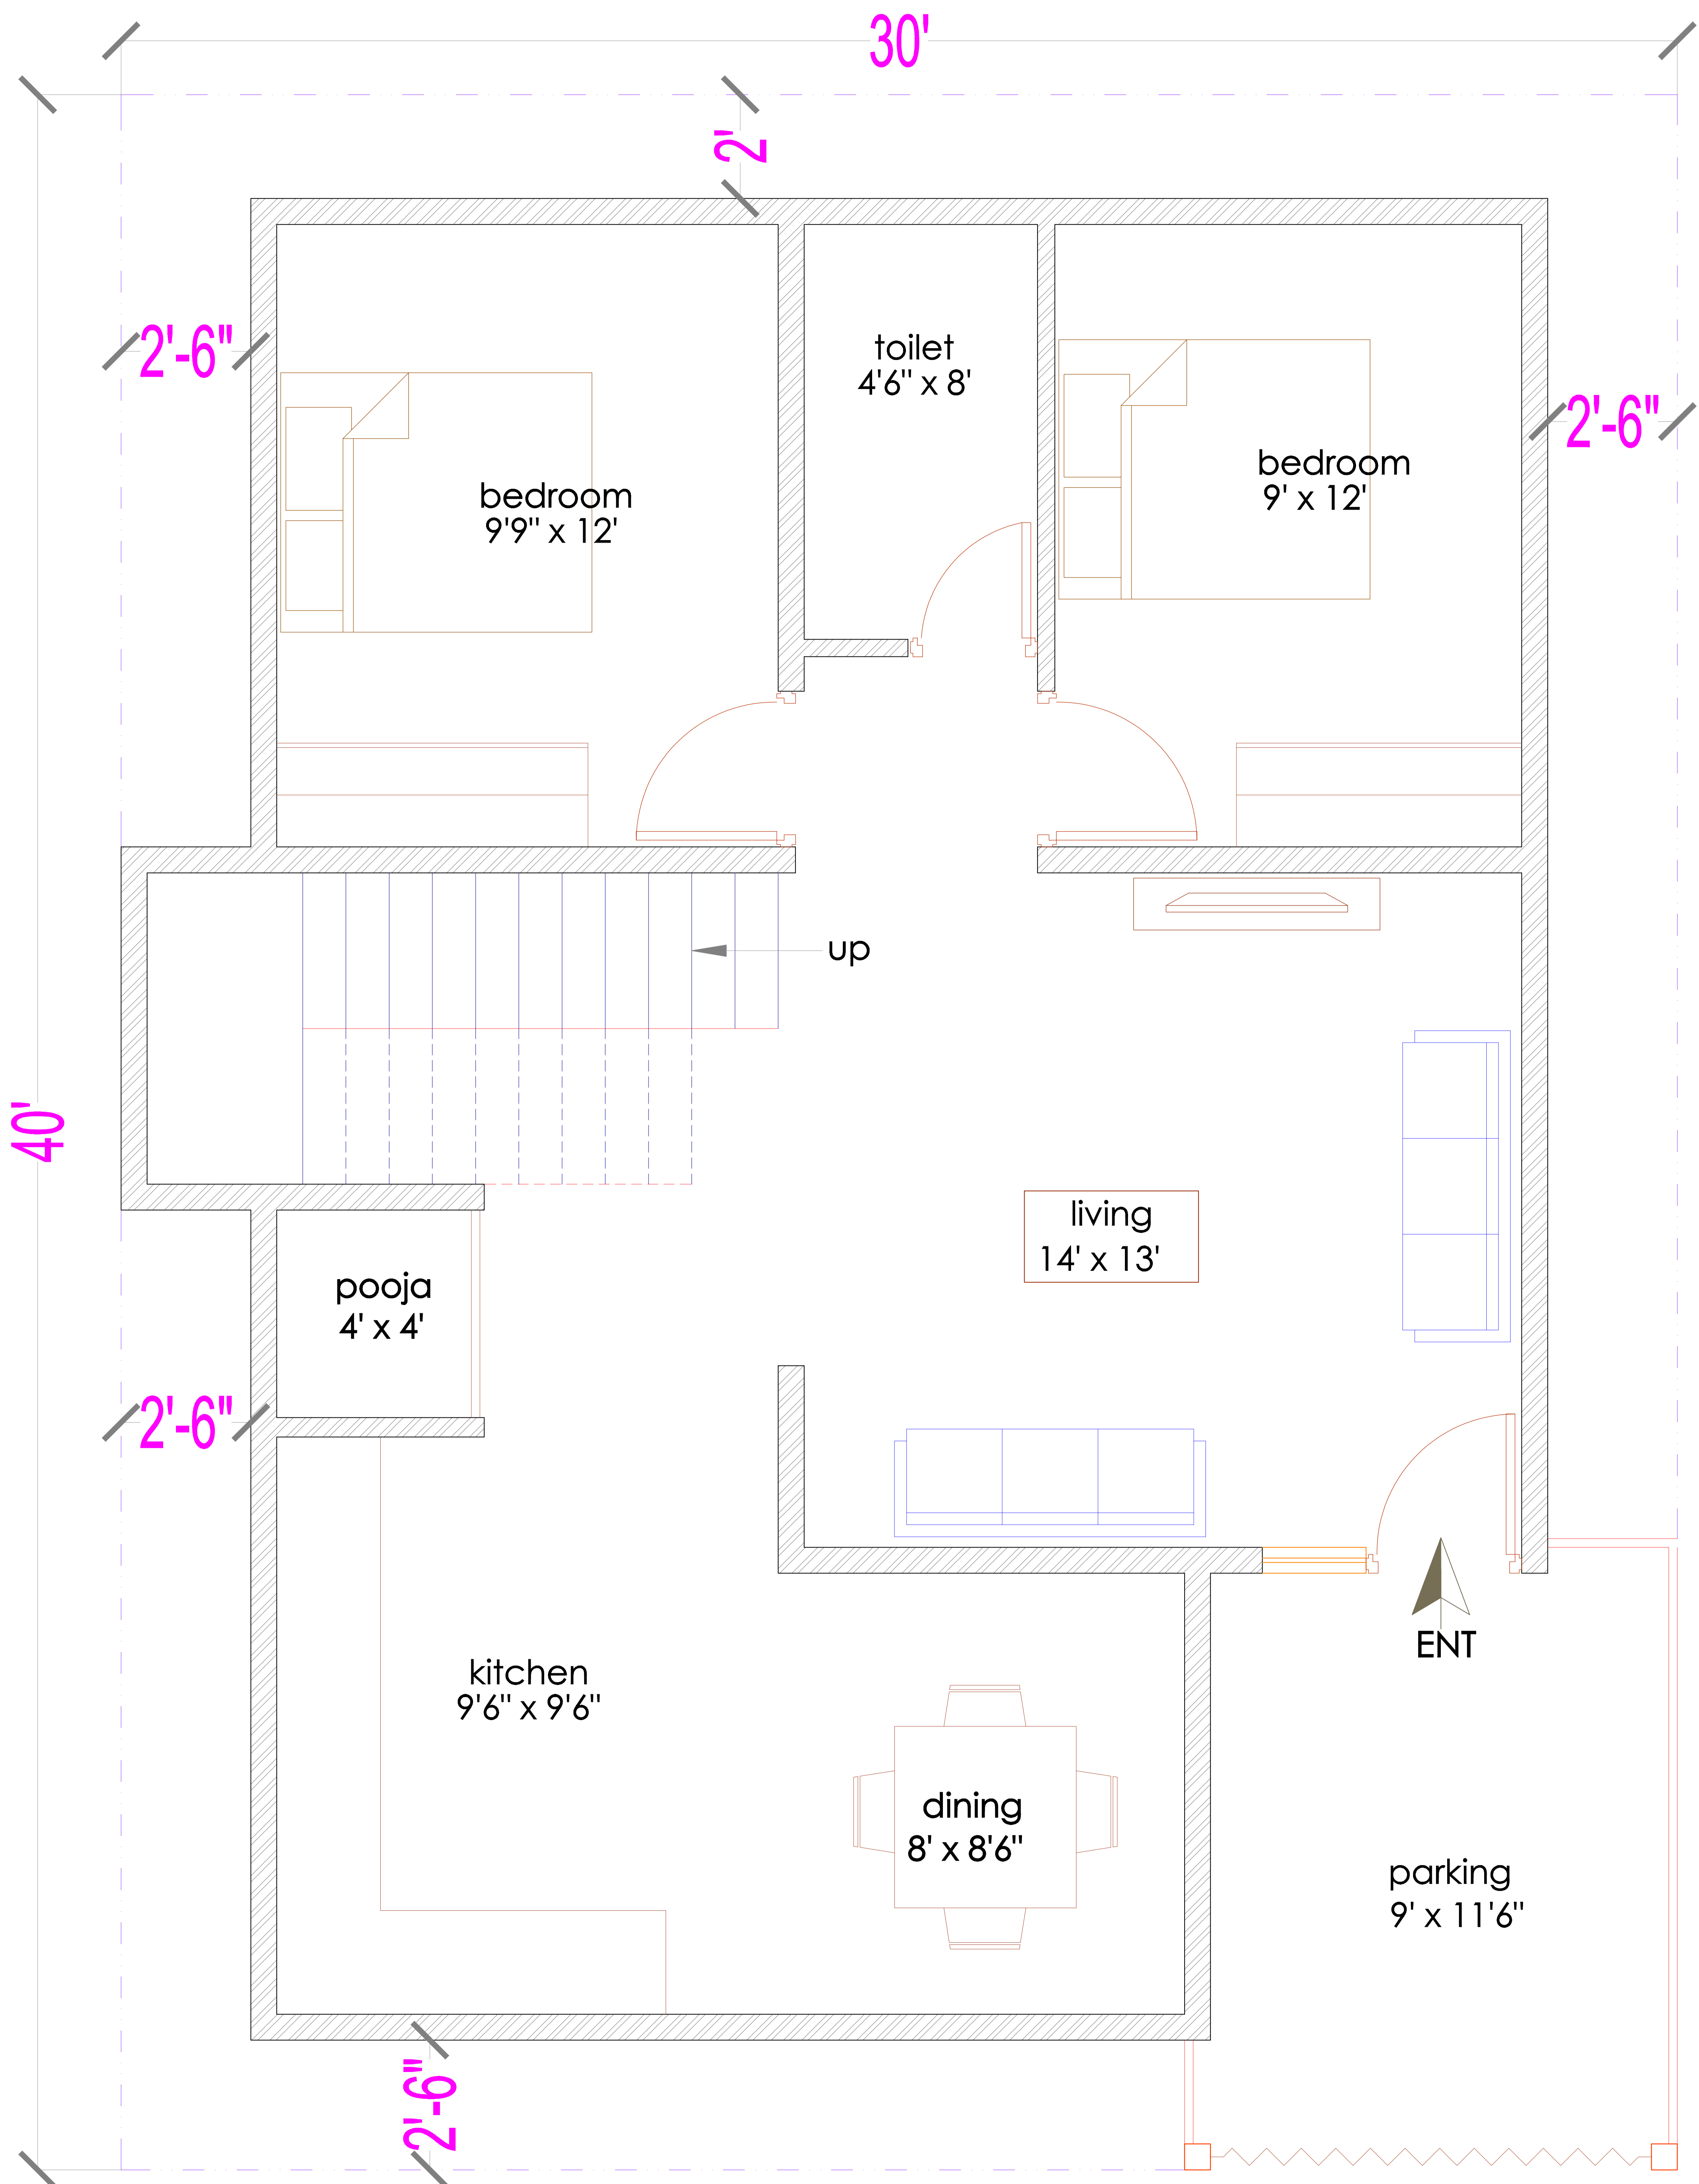 30'
2'
2'-6"
toilet
4'6" x 8'
2'-6"
bedroom
9' x 12'
bedroom
9'9" x 12'
up
40'
living
14' x 13'
pooja
4' x 4'
2'-6"
ENT
kitchen
9'6" x 9'6"
dining
8' x 8'6"
parking
9' x 11'6"
2'-6"